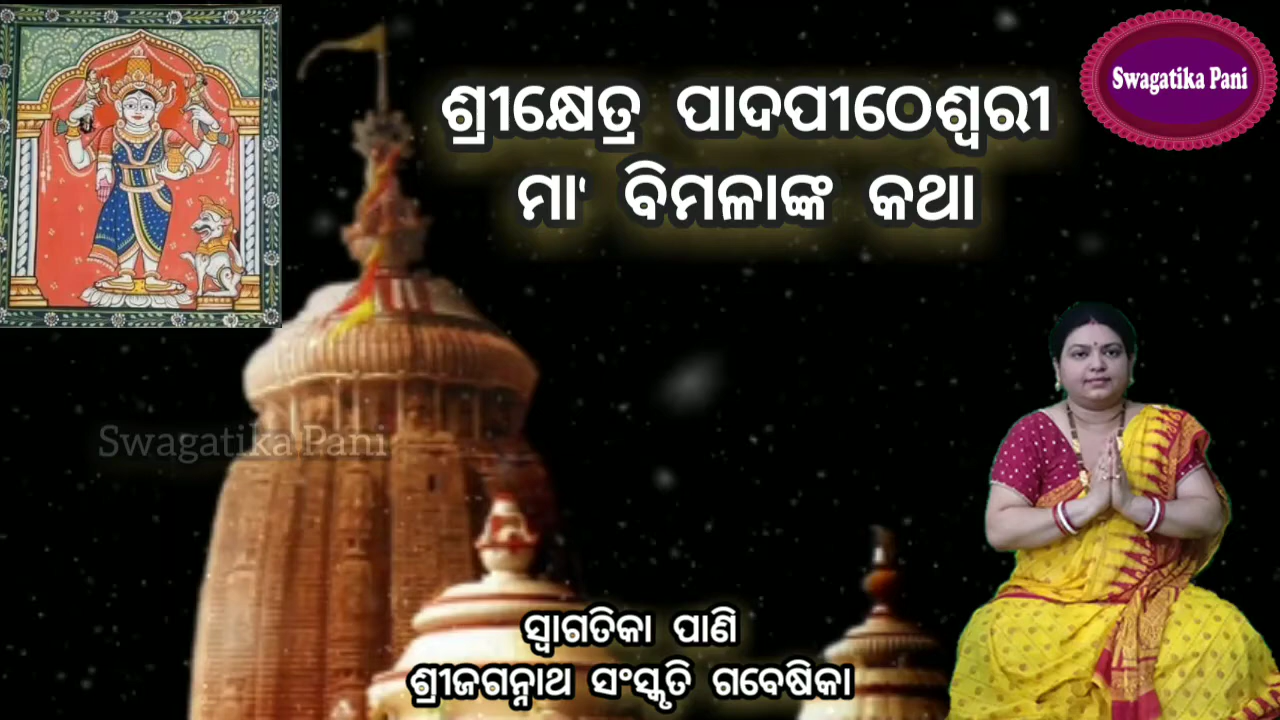 ଶ୍ରୀକ୍ଷେତ୍ର ପାଦପୀଠେଶ୍ୱରୀ
ମା' ବିମଳାଙ୍କ କଥା
Swagatika Pani
Swagatika Pani
ସ୍ୱାଗତିକା ପାଣି
ଶ୍ରୀଜଗନ୍ନାଥ ସଂସ୍କୃତି ଗବେଷିକା